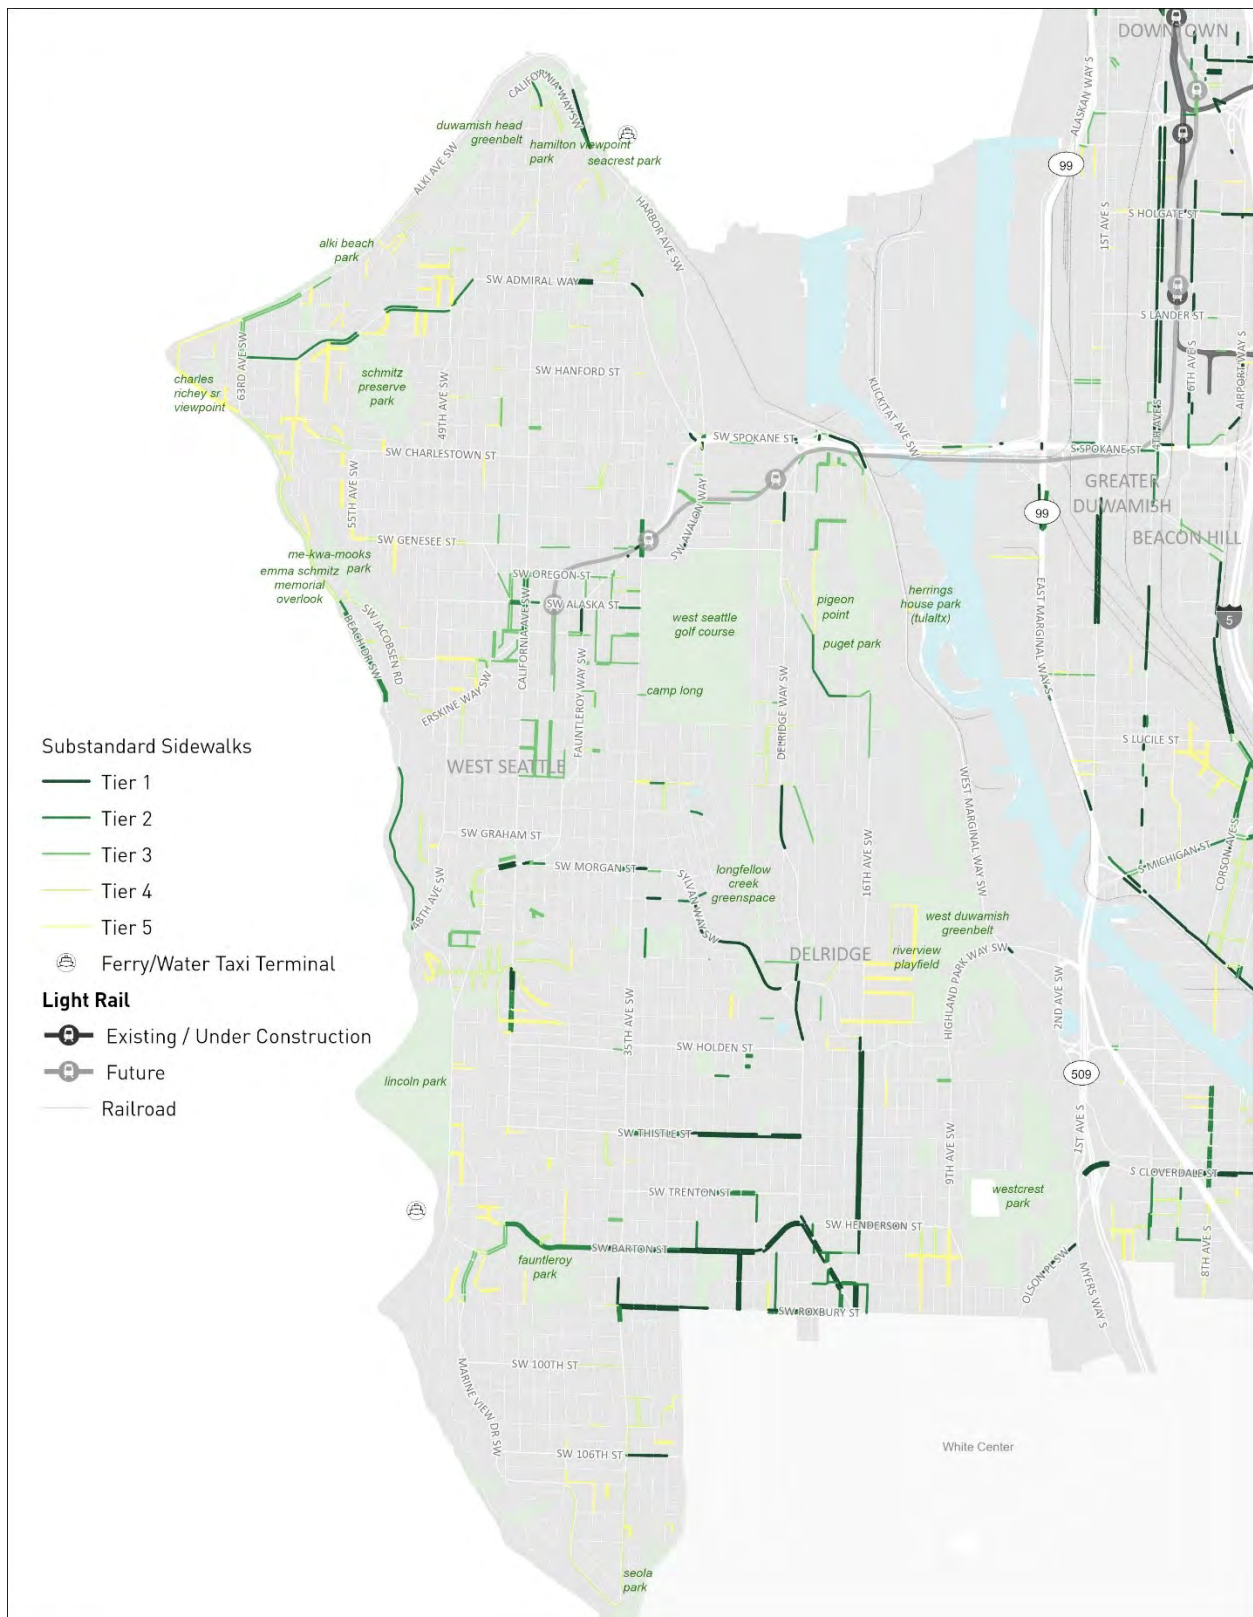 DOWNTOWN
CALIFORNIA WAY SW
ALASKAN WAY S
duwamish head
greenbelt
hamilton viewpoint
park
seacrest park
ALKI AVE SW
99
HARBOR AVE SW
1ST AVE S
S HOLGATE ST
alki beach
park
SW ADMIRAL WAY
S LANDER ST
63RD AVE SW
charles
richey sr
viewpoint
schmitz
preserve
park
49TH AVE SW
SW HANFORD ST
KLICKITAT AVE SW
6TH AVE S
AIRPORT WAY S
4TH AVE S
SW SPOKANE ST
S SPOKANE ST
SW CHARLESTOWN ST
55TH AVE SW
SW AVALON WAY
GREATER
DUWAMISH
99
BEACON HILL
SW GENESEE ST
me-kwa-mooks
park
emma schmitz
memorial
overlook
SW OREGON ST
SW ALASKA ST
BEACH DR SW
SW JACOBSEN RD
CALIFORNIA AVE SW
FAUNTLEROY WAY SW
west seattle
golf course
pigeon
point
puget park
herrings
house park
(tulaltx)
EAST MARGINAL WAY S
5
ERSKINE WAY SW
camp long
DELRIDGE WAY SW
S LUCILE ST
Substandard Sidewalks
WEST SEATTLE
WEST MARGINAL WAY SW
Tier 1
Tier 2
SW GRAHAM ST
16TH AVE SW
S MICHIGAN ST
CORSON AVE S
Tier 3
SW MORGAN ST
48TH AVE SW
SYLVAN WAY SW
longfellow
creek
greenspace
Tier 4
Tier 5
west duwamish
greenbelt
DELRIDGE
riverview
playfield
HIGHLAND PARK WAY SW
Ferry/Water Taxi Terminal
Light Rail
2ND AVE SW
Existing / Under Construction
35TH AVE SW
SW HOLDEN ST
Future
509
lincoln park
Railroad
SW THISTLE ST
1ST AVE S
9TH AVE SW
S CLOVERDALE ST
SW TRENTON ST
westcrest
park
SW HENDERSON ST
SW BARTON ST
fauntleroy
park
OLSON PL SW
MYERS WAY S
8TH AVE S
SW ROXBURY ST
SW 100TH ST
MARINE VIEW DR SW
SW 106TH ST
White Center
seola
park